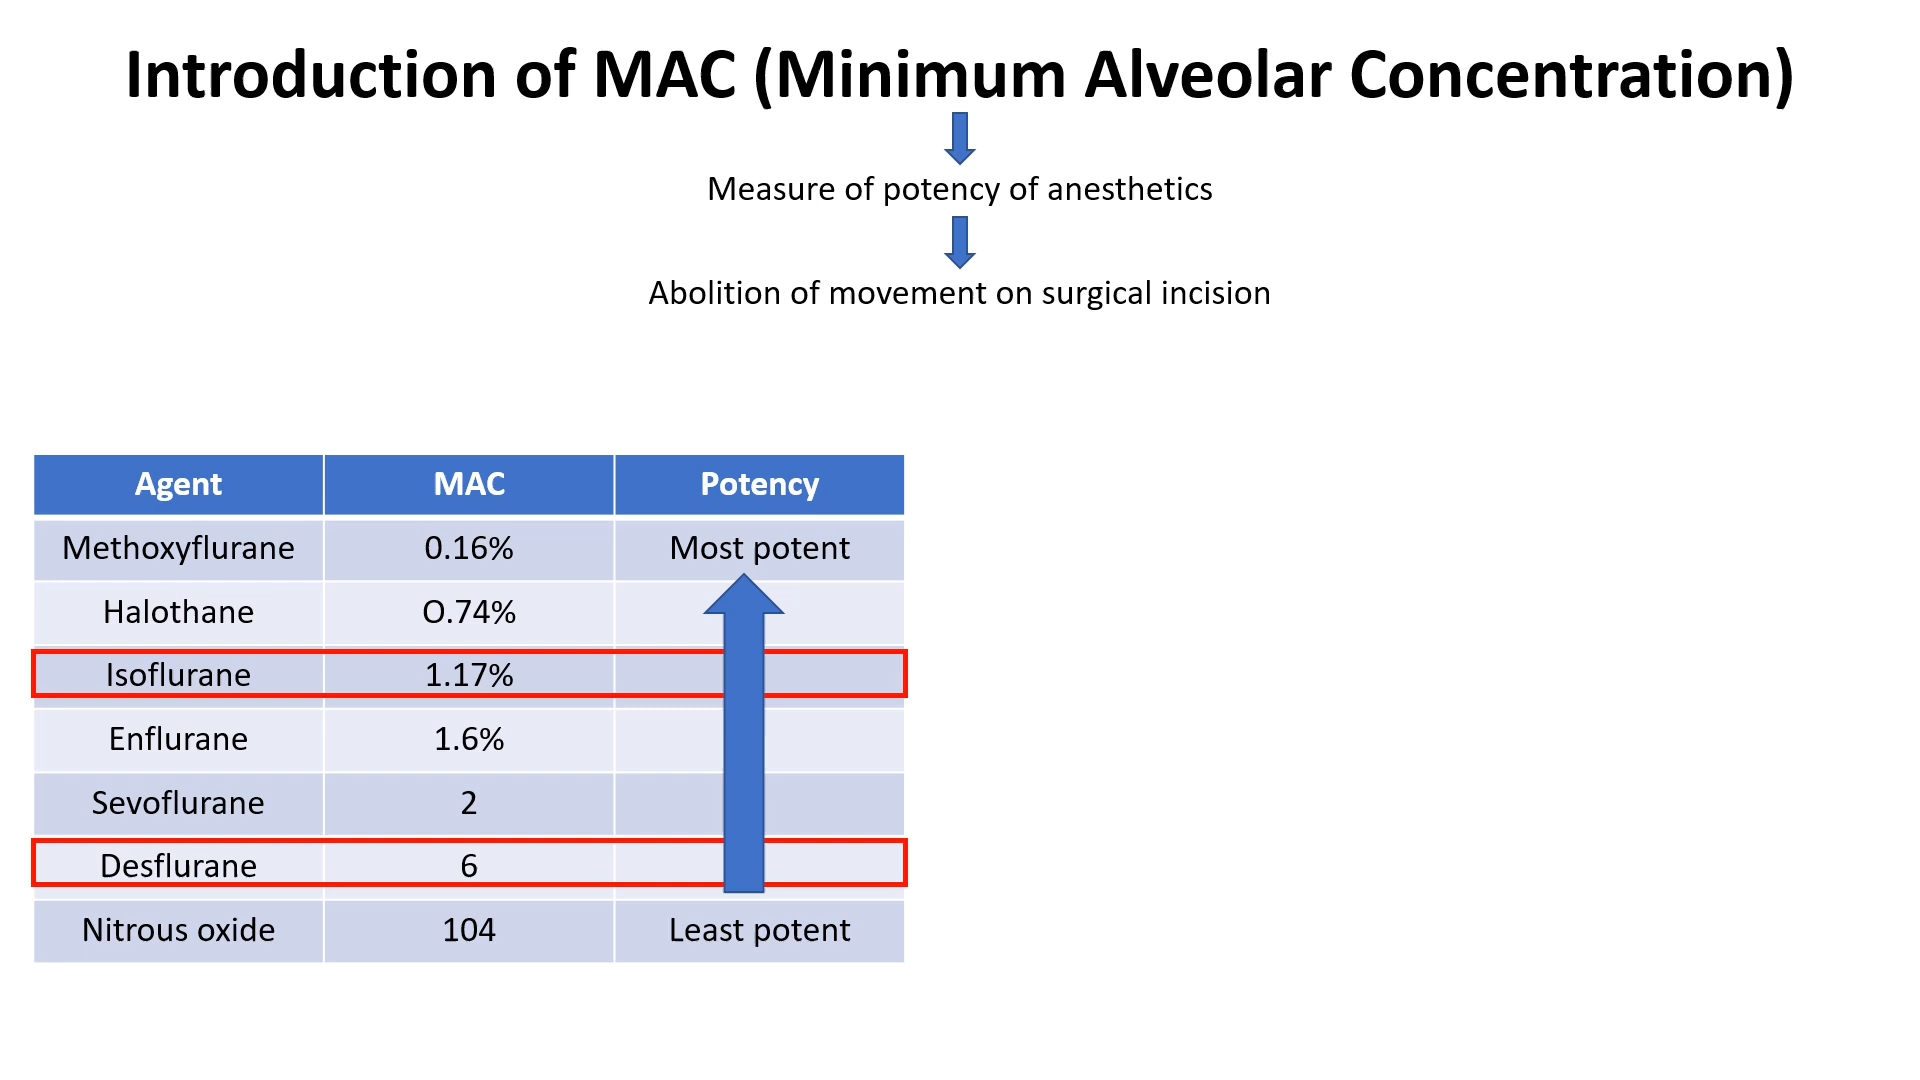 Introduction of MAC (Minimum Alveolar Concentration)
Measure of potency of anesthetics
Abolition of movement on surgical incision
Agent MAC Potency
Methoxyflurane 0.16% Most potent
Halothane O.74%
Isoflurane 1.17%
Enflurane 1.6%
Sevoflurane 2
Desflurane 6
Nitrous oxide 104 Least potent